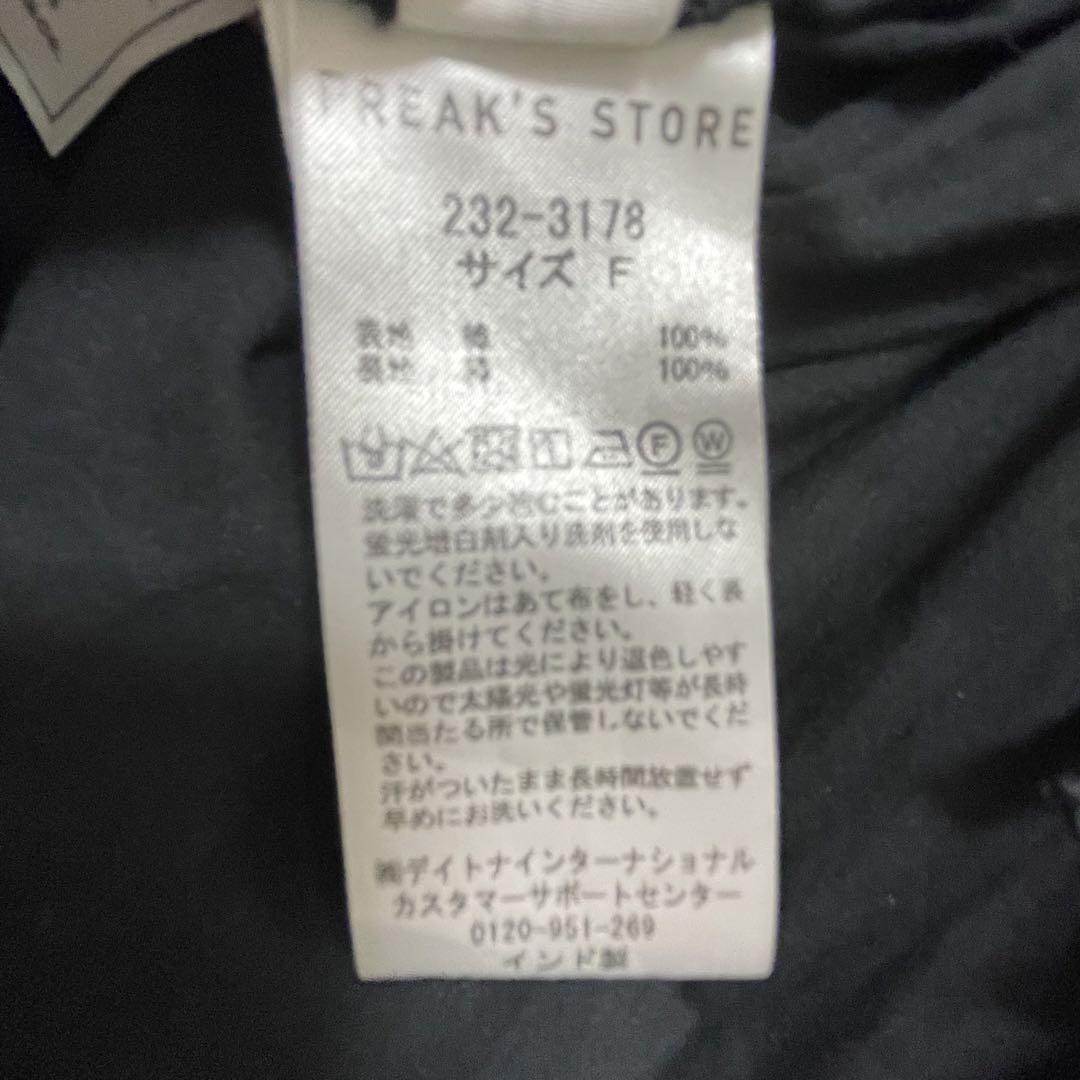 FREAK'S STORE
232-3178
サイズ F
100%
100%
F W
洗濯で多少色むことがあります。
蛍光増白剤入り洗剤を使用しな
いでください。
アイロンはあて布をし、軽く裏
から掛けてください。
この製品は光により退色しやす
いので太陽光や蛍光灯等が長時
間当たる所で保管しないでくだ
さい。
汗がついたまま長時間放置せず
早めにお洗いください。
㈱デイトナインターナショナル
カスタマーサポートセンター
0120-951-269
インド製